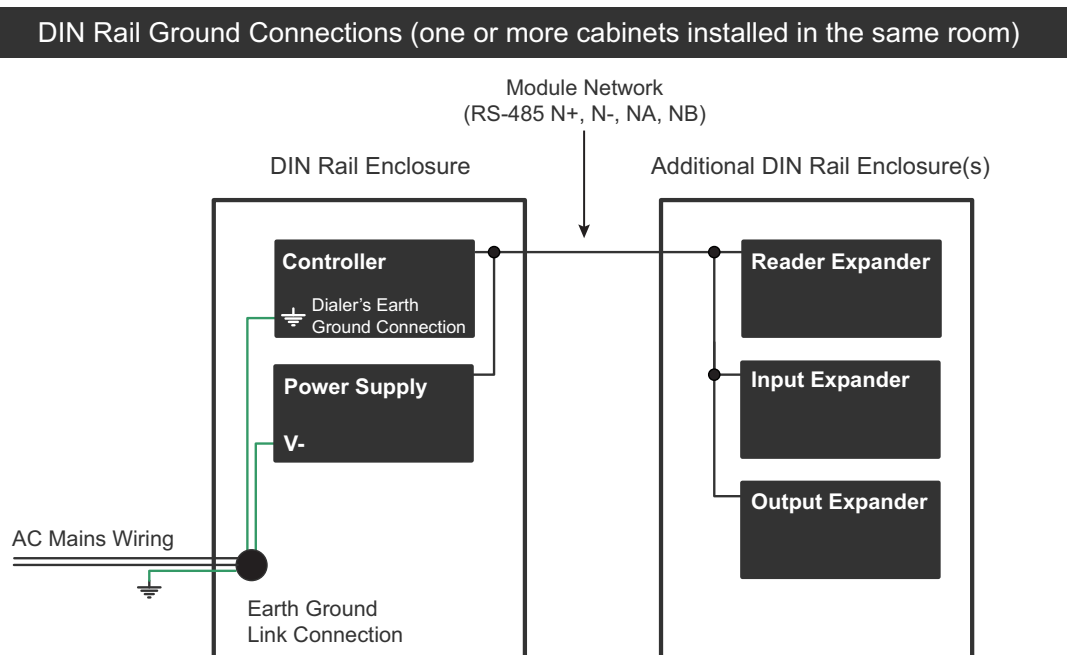 DIN Rail Ground Connections (one or more cabinets installed in the same room)
Module Network
(RS-485 N+, N-, NA, NB)
DIN Rail Enclosure
Additional DIN Rail Enclosure(s)
Controller
Dialer’s Earth
Ground Connection
Power Supply
V-
Reader Expander
Input Expander
Output Expander
AC Mains Wiring
Earth Ground
Link Connection